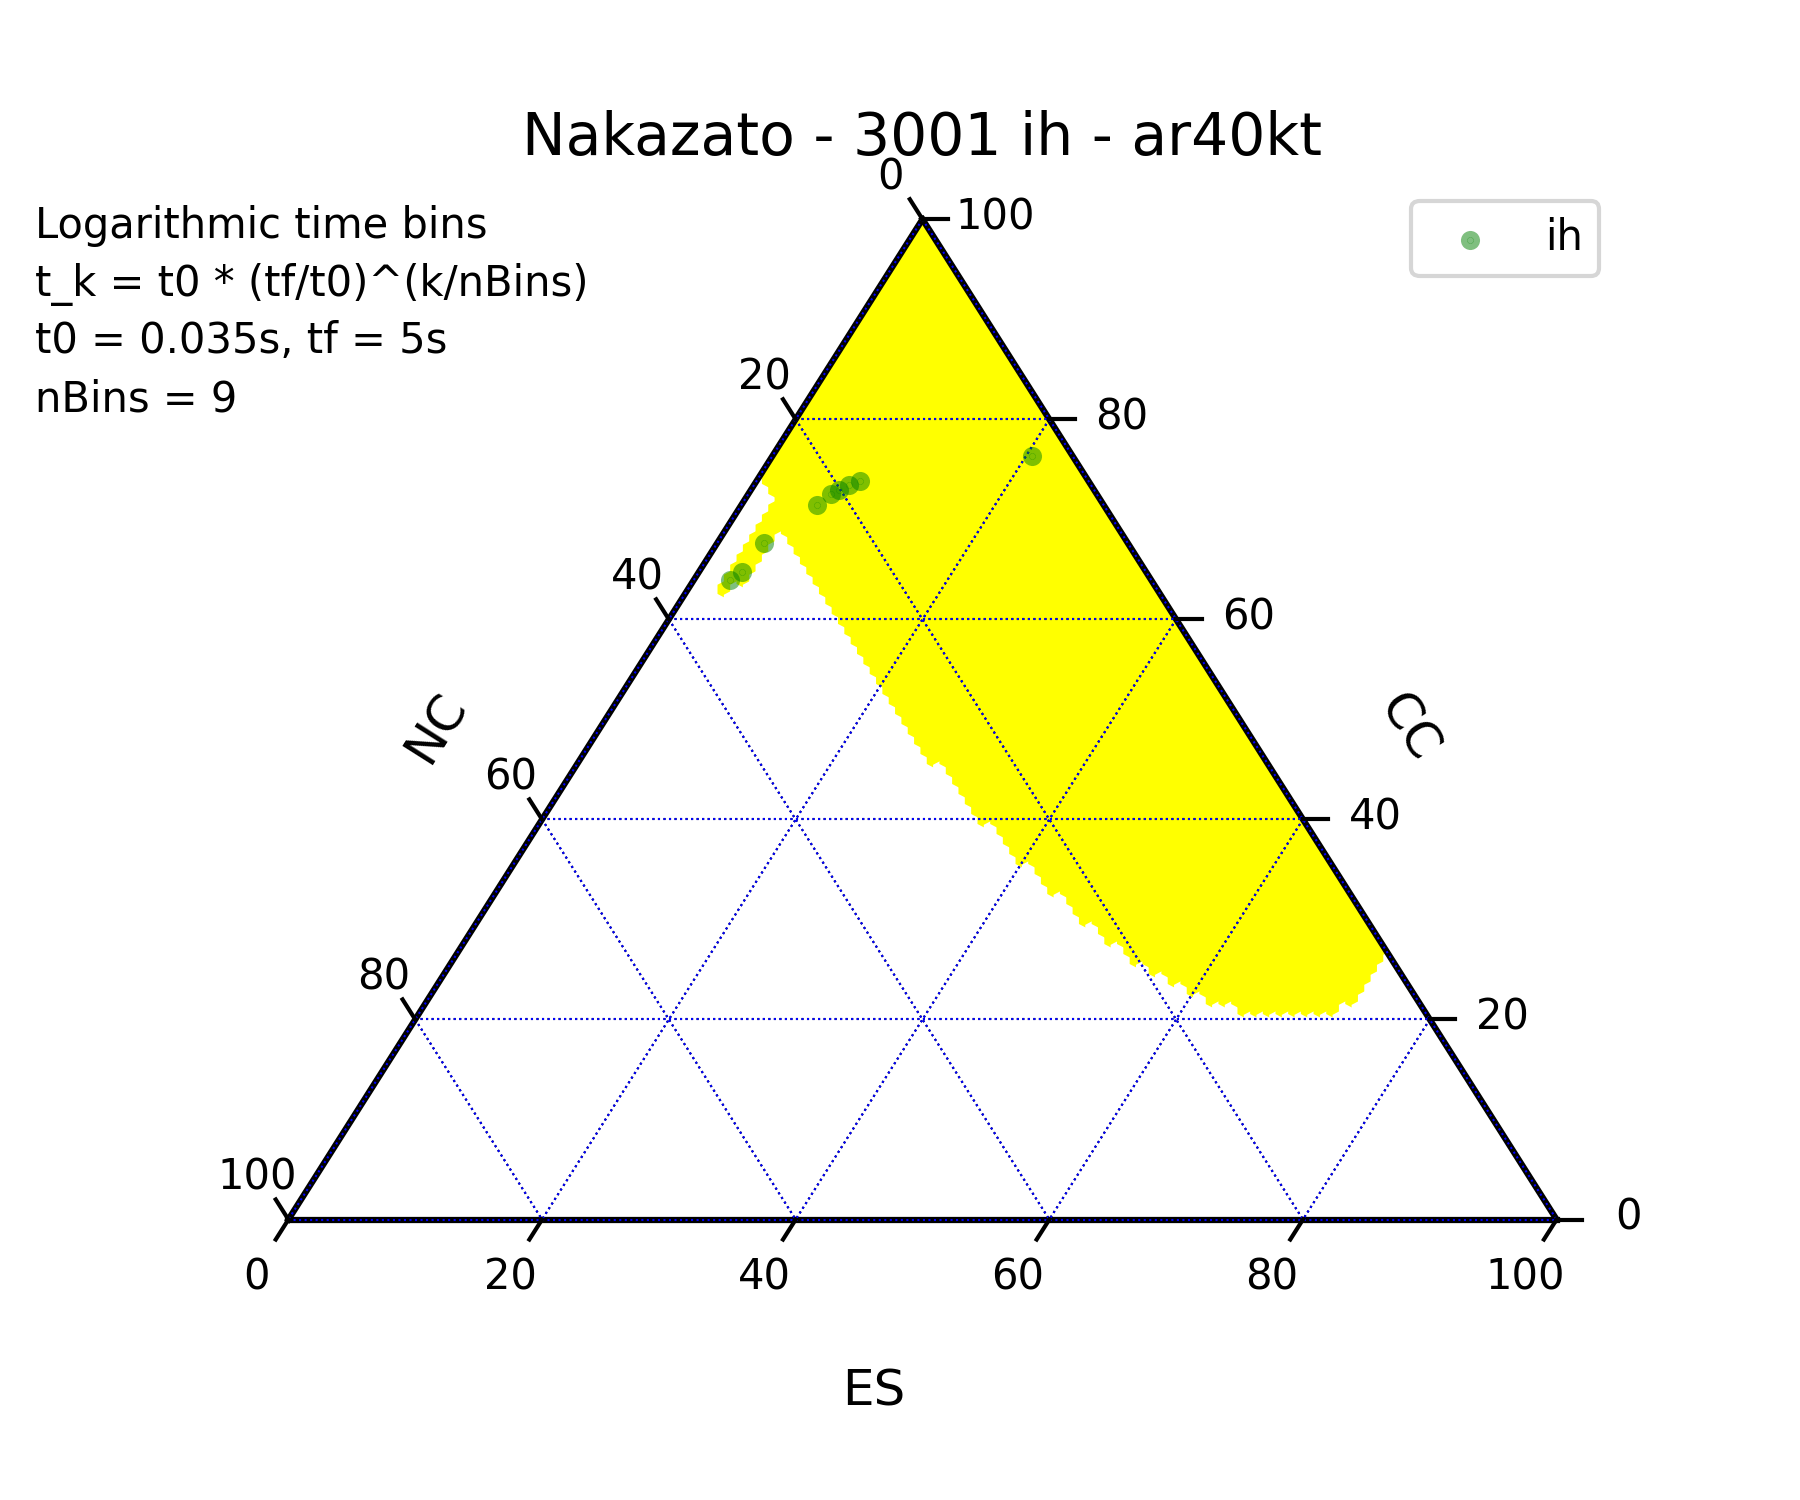 Nakazato - 3001 ih - ar40kt
Logarithmic time bins
t_k = t0 * (tf/t0)^(k/nBins)
t0 = 0.035s, tf = 5s
nBins = 9
ih
0
100
20
80
40
60
NC
CC
60
40
80
20
100
0
0
20
40
60
80
100
ES